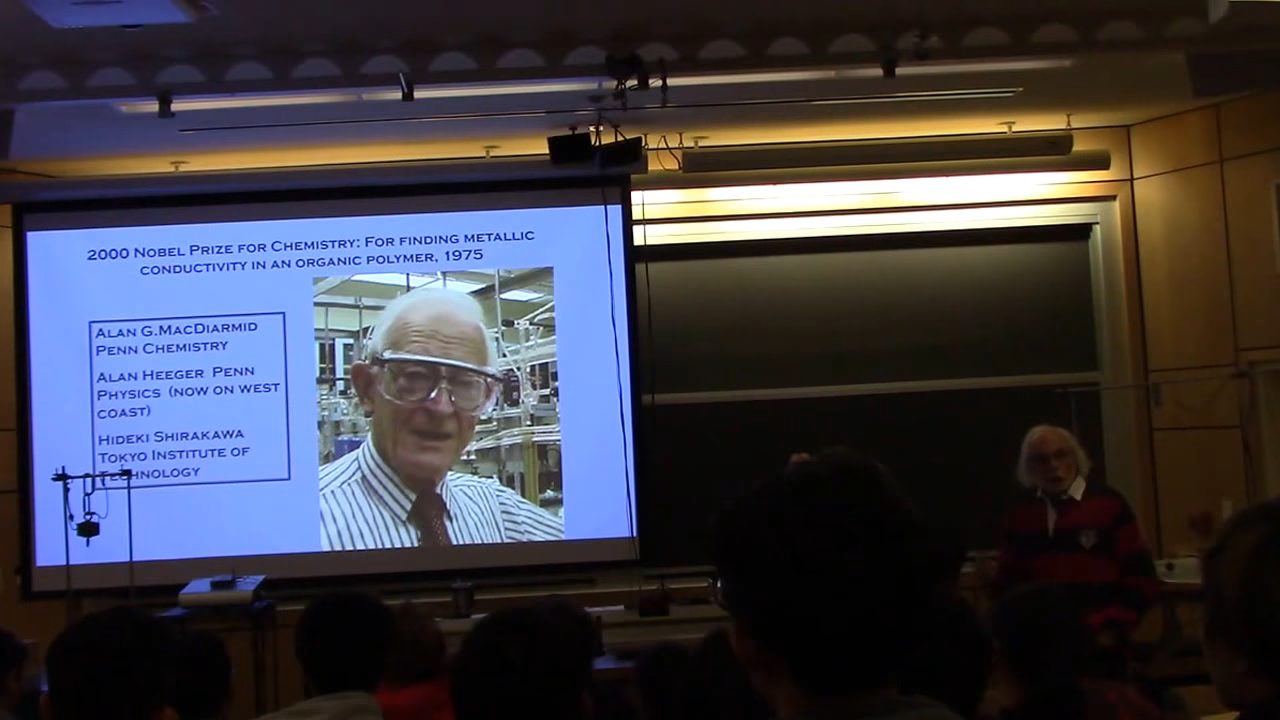 2000 Nobel Prize for Chemistry: For finding metallic
conductivity in an organic polymer, 1975
Alan G.MacDiarmid
Penn Chemistry
Alan Heeger Penn
Physics (now on west
coast)
Hideki Shirakawa
Tokyo Institute of
Technology